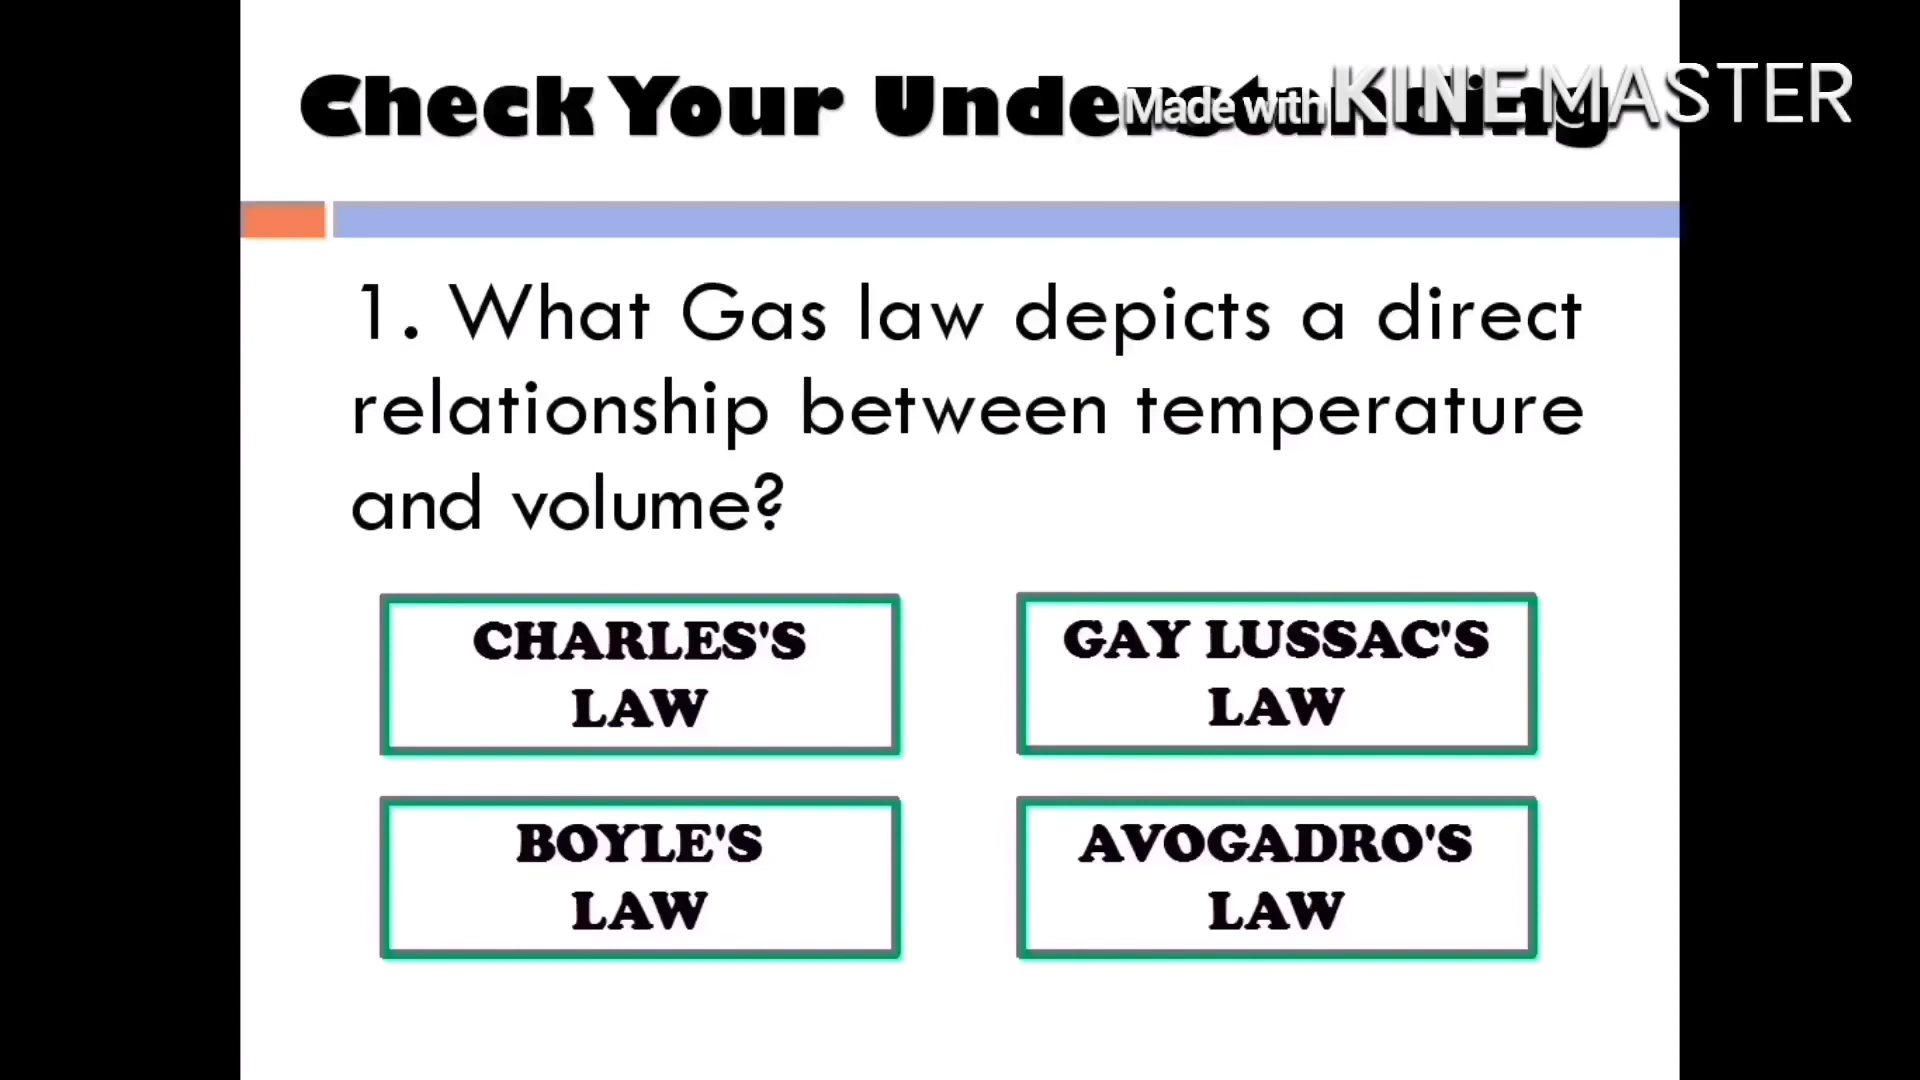 Check Your Understanding
Made with KINEMASTER
1. What Gas law depicts a direct
relationship between temperature
and volume?
CHARLES'S
LAW
GAY LUSSAC'S
LAW
BOYLE'S
LAW
AVOGADRO'S
LAW